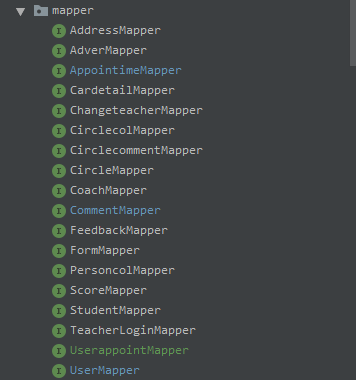 mapper
AddressMapper
AdverMapper
AppointimeMapper
CardetailMapper
ChangeteacherMapper
CirclecolMapper
CirclecommentMapper
CircleMapper
CoachMapper
CommentMapper
FeedbackMapper
FormMapper
PersoncolMapper
ScoreMapper
StudentMapper
TeacherLoginMapper
UserappointMapper
UserMapper